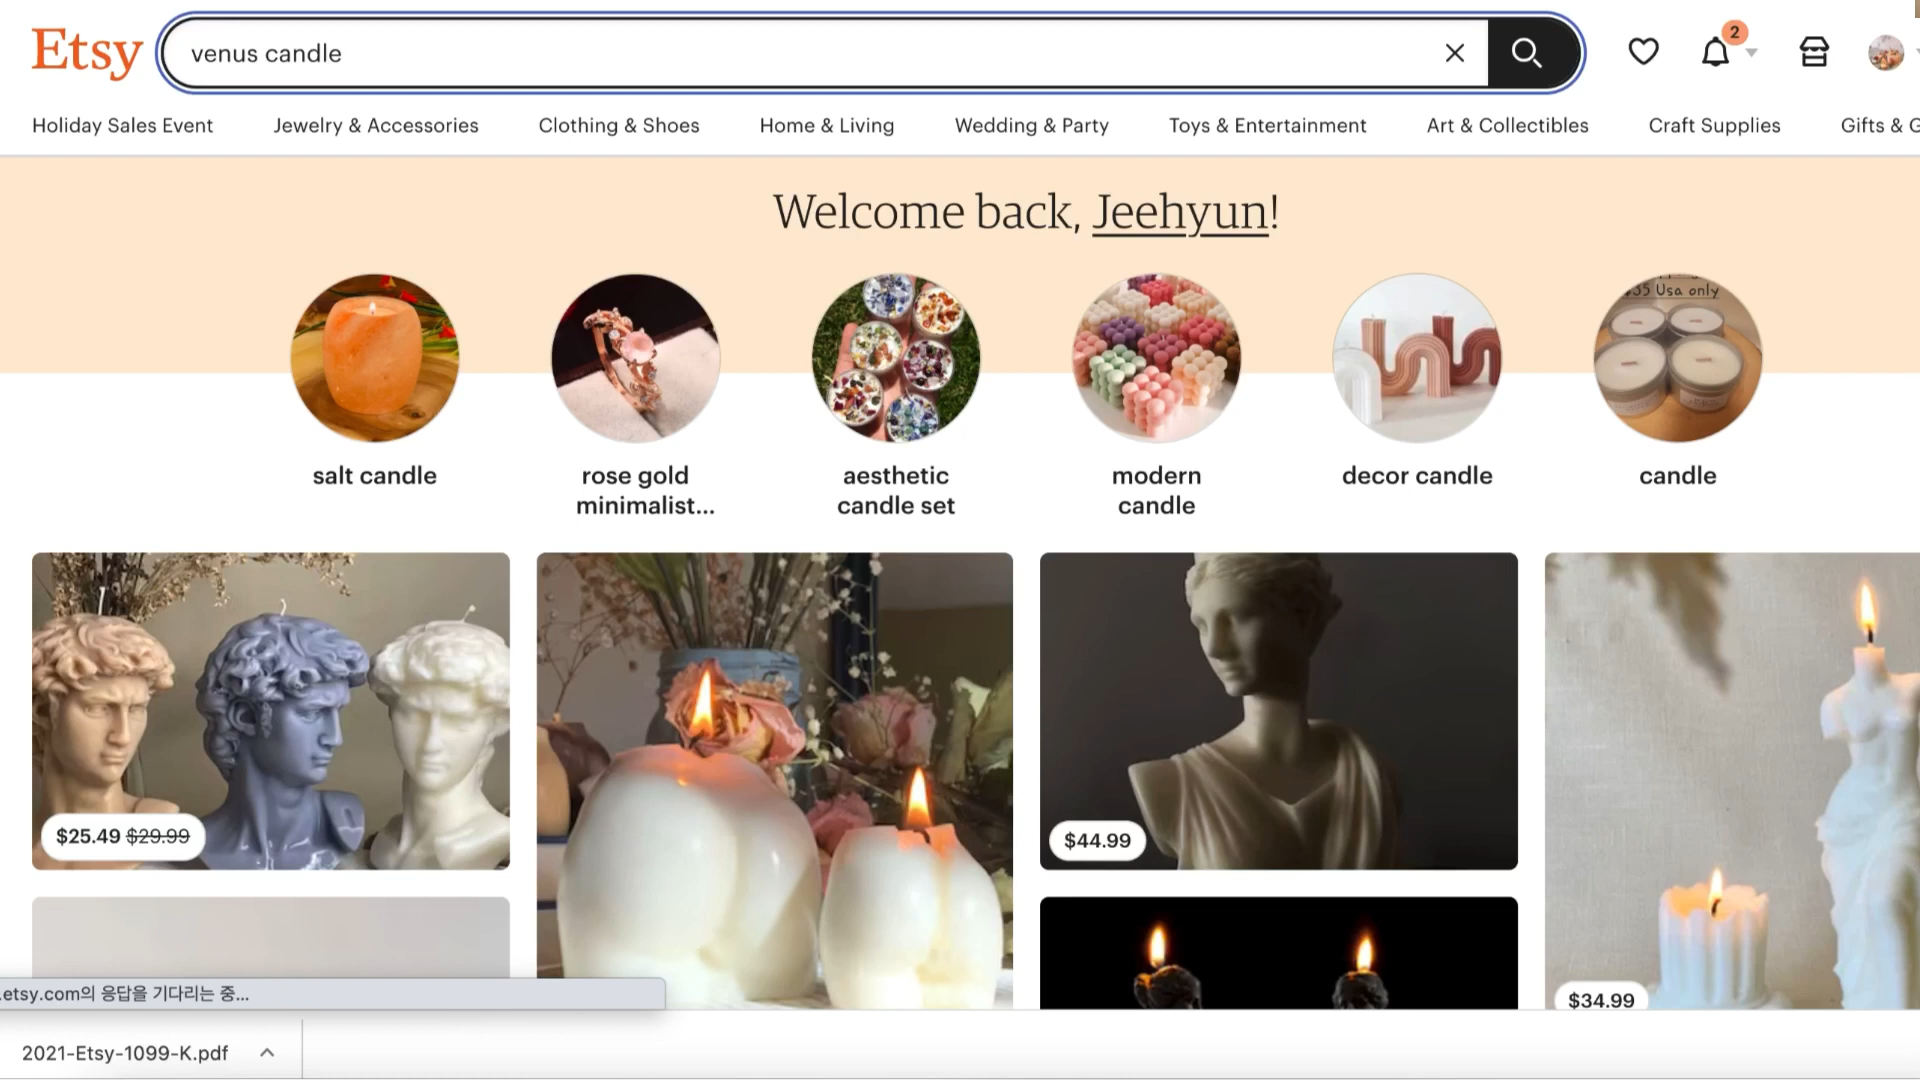 Etsy
venus candle
2
Holiday Sales Event
Jewelry & Accessories
Clothing & Shoes
Home & Living
Wedding & Party
Toys & Entertainment
Art & Collectibles
Craft Supplies
Gifts & G
Welcome back, Jeehyun!
$35 Usa only
salt candle
rose gold
minimalist...
aesthetic
candle set
modern
candle
decor candle
candle
$25.49 $29.99
$44.99
$34.99
.etsy.com의 응답을 기다리는 중...
2021-Etsy-1099-K.pdf